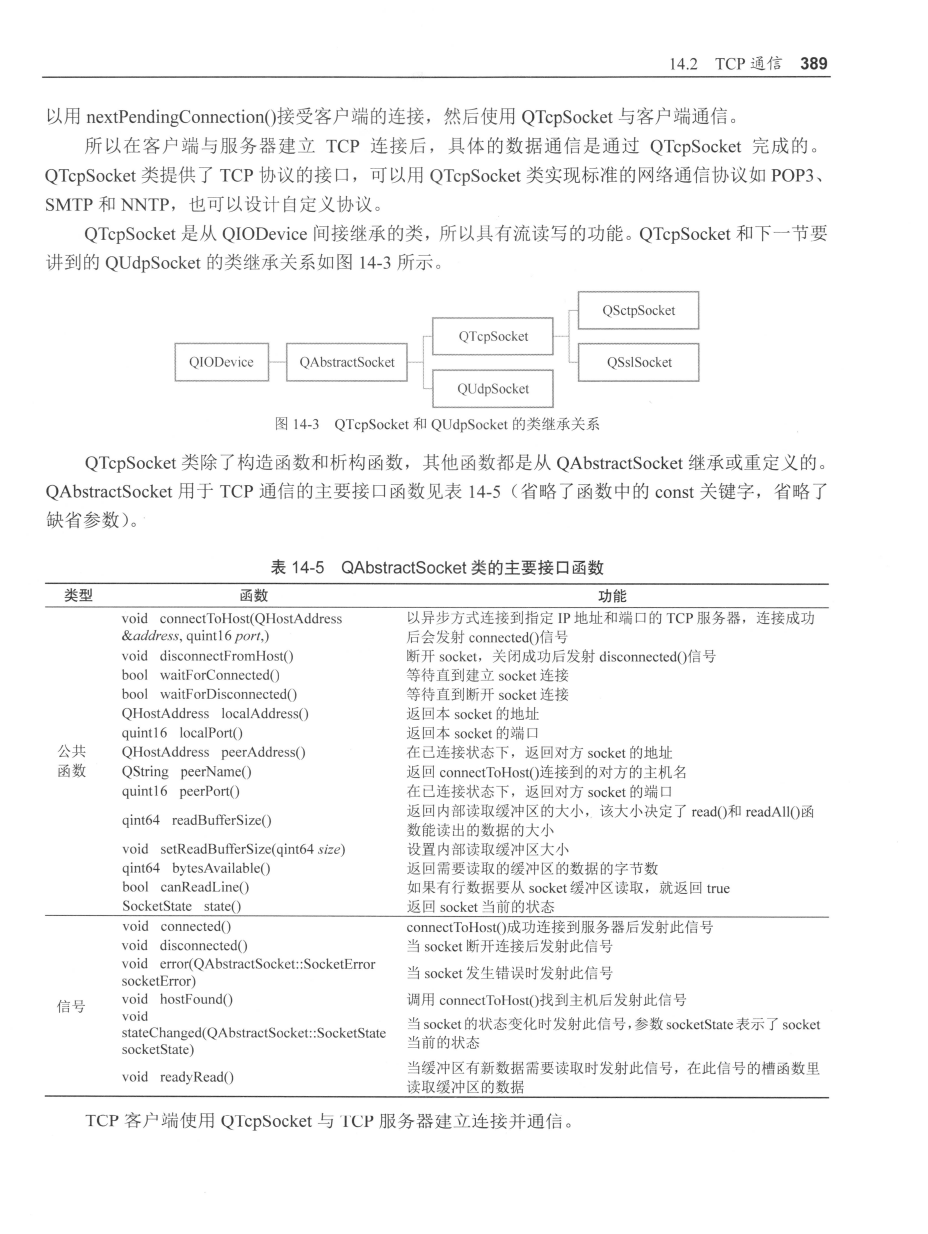 14.2 TCP 通信 389
以用 nextPendingConnection()接受客户端的连接，然后使用 QTcpSocket 与客户端通信。
所以在客户端与服务器建立 TCP 连接后，具体的数据通信是通过 QTcpSocket 完成的。
QTcpSocket 类提供了 TCP 协议的接口，可以用 QTcpSocket 类实现标准的网络通信协议如 POP3、
SMTP 和 NNTP，也可以设计自定义协议。
QTcpSocket 是从 QIODevice 间接继承的类，所以具有流读写的功能。QTcpSocket 和下一节要
讲到的 QUdpSocket 的类继承关系如图 14-3 所示。
QSctpSocket
QTcpSocket
QIODevice
QAbstractSocket
QSslSocket
QUdpSocket
图 14-3 QTcpSocket 和 QUdpSocket 的类继承关系
QTcpSocket 类除了构造函数和析构函数，其他函数都是从 QAbstractSocket 继承或重定义的。
QAbstractSocket 用于 TCP 通信的主要接口函数见表 14-5（省略了函数中的 const 关键字，省略了
缺省参数）。
表 14-5 QAbstractSocket 类的主要接口函数
类型 函数 功能
公共
函数
void connectToHost(QHostAddress
&address, quint16 port,)
以异步方式连接到指定 IP 地址和端口的 TCP 服务器，连接成功
后会发射 connected()信号
void disconnectFromHost() 断开 socket，关闭成功后发射 disconnected()信号
bool waitForConnected() 等待直到建立 socket 连接
bool waitForDisconnected() 等待直到断开 socket 连接
QHostAddress localAddress() 返回本 socket 的地址
quint16 localPort() 返回本 socket 的端口
QHostAddress peerAddress() 在已连接状态下，返回对方 socket 的地址
QString peerName() 返回 connectToHost()连接到的对方的主机名
quint16 peerPort() 在已连接状态下，返回对方 socket 的端口
qint64 readBufferSize()
返回内部读取缓冲区的大小，该大小决定了 read()和 readAll()函
数能读出的数据的大小
void setReadBufferSize(qint64 size) 设置内部读取缓冲区大小
qint64 bytesAvailable() 返回需要读取的缓冲区的数据的字节数
bool canReadLine() 如果有行数据要从 socket 缓冲区读取，就返回 true
SocketState state() 返回 socket 当前的状态
信号
void connected() connectToHost()成功连接到服务器后发射此信号
void disconnected() 当 socket 断开连接后发射此信号
void error(QAbstractSocket::SocketError
socketError)
当 socket 发生错误时发射此信号
void hostFound() 调用 connectToHost()找到主机后发射此信号
void
stateChanged(QAbstractSocket::SocketState
socketState)
当 socket 的状态变化时发射此信号，参数 socketState 表示了 socket
当前的状态
void readyRead()
当缓冲区有新数据需要读取时发射此信号，在此信号的槽函数里
读取缓冲区的数据
TCP 客户端使用 QTcpSocket 与 TCP 服务器建立连接并通信。